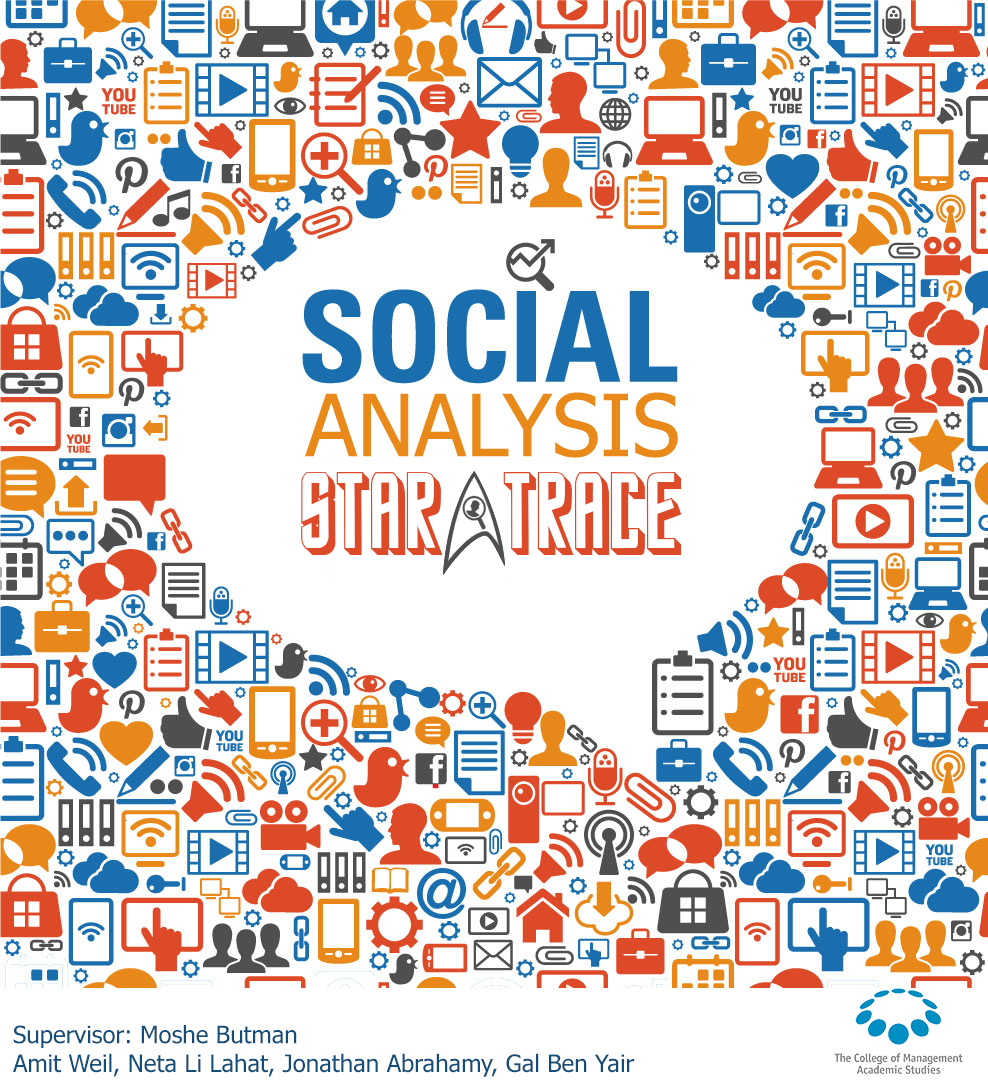 YOU
TUBE
YOU
TUBE
SOCIAL
ANALYSIS
STAR TRACE
YOU
TUBE
YOU
TUBE
YOU
TUBE
YOU
TUBE
Supervisor: Moshe Butman
Amit Weil, Neta Li Lahat, Jonathan Abrahamy, Gal Ben Yair
The College of Management
Academic Studies